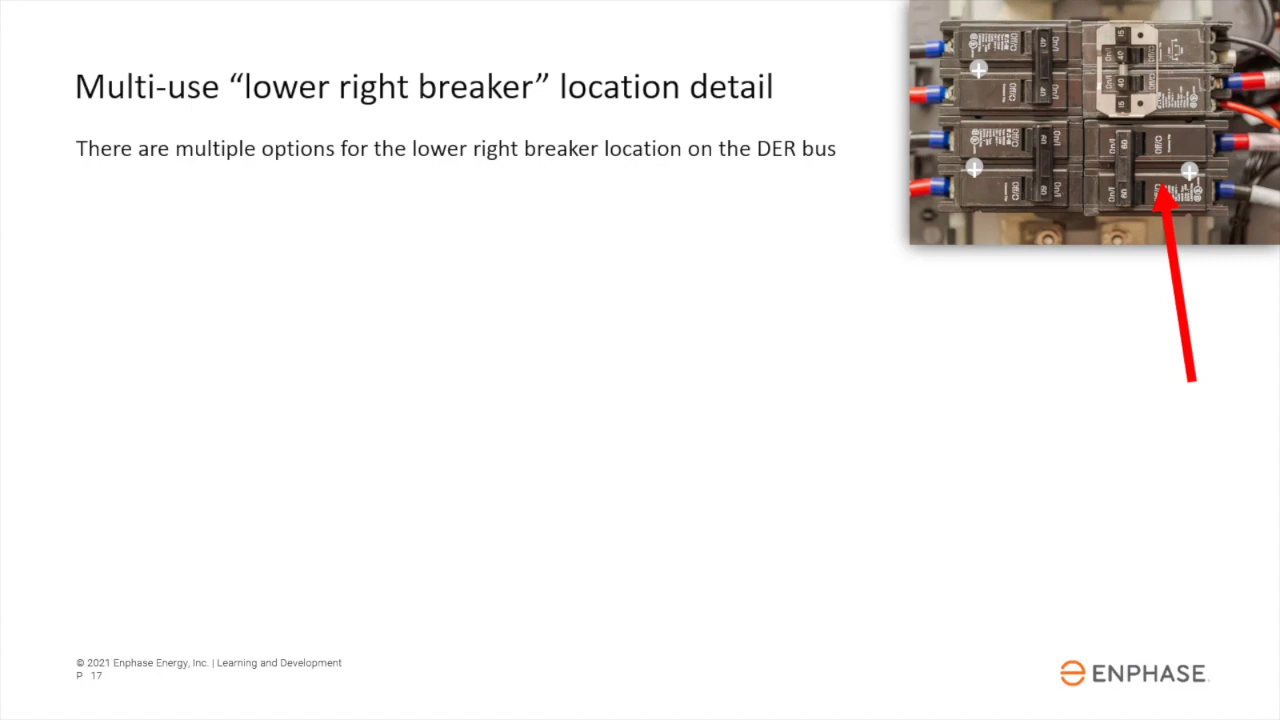 Multi-use “lower right breaker” location detail
There are multiple options for the lower right breaker location on the DER bus
© 2021 Enphase Energy, Inc. | Learning and Development
P 17
ENPHASE